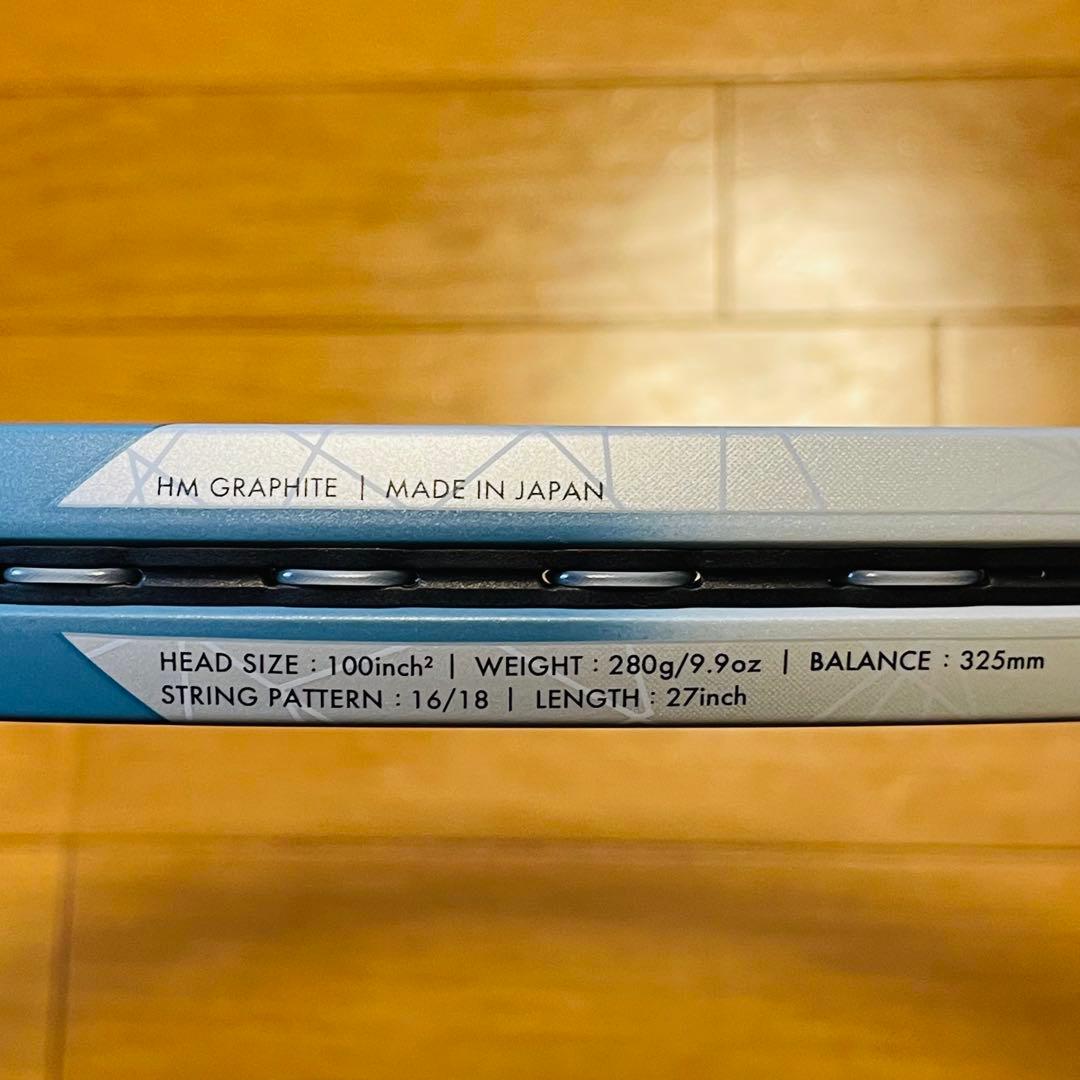 HM GRAPHITE | MADE IN JAPAN
HEAD SIZE : 100inch² | WEIGHT : 280g/9.9oz | BALANCE : 325mm
STRING PATTERN : 16/18 | LENGTH : 27inch